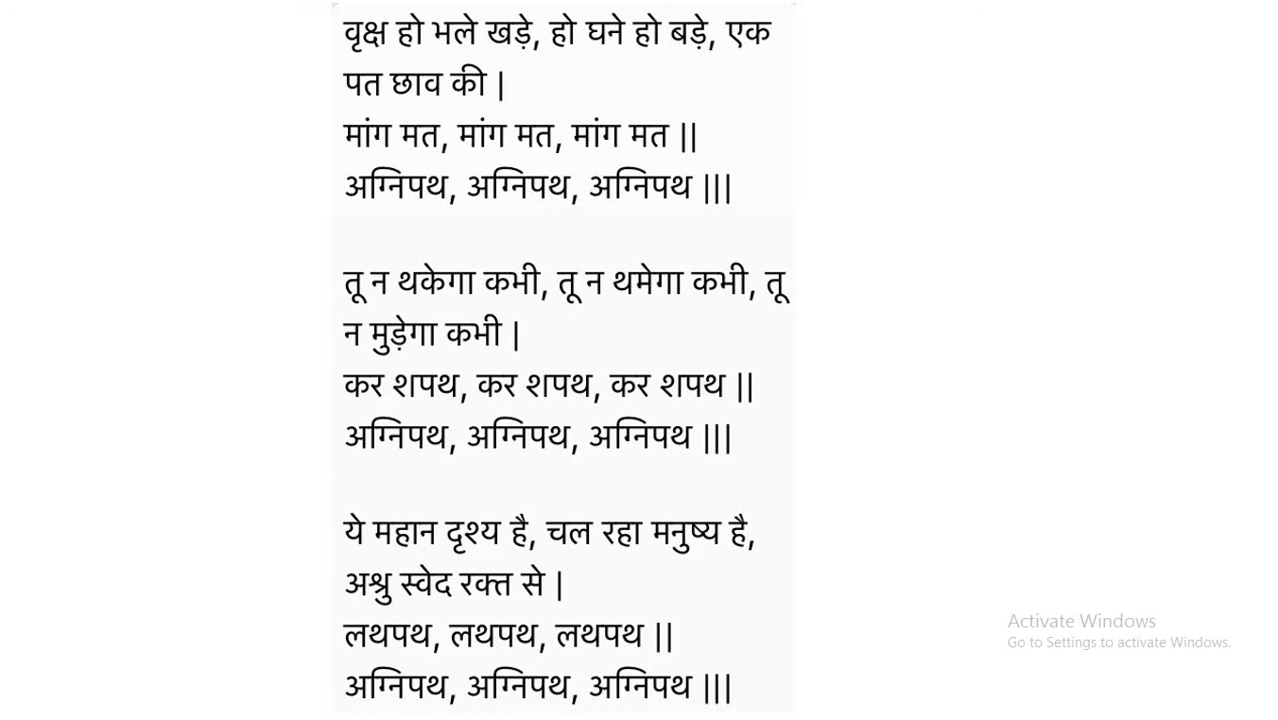 वृक्ष हो भले खड़े, हो घने हो बड़े, एक
पत छाव की |
मांग मत, मांग मत, मांग मत ||
अग्निपथ, अग्निपथ, अग्निपथ |||
तू न थकेगा कभी, तू न थमेगा कभी, तू
न मुड़ेगा कभी |
कर शपथ, कर शपथ, कर शपथ ||
अग्निपथ, अग्निपथ, अग्निपथ |||
ये महान दृश्य है, चल रहा मनुष्य है,
अश्रु स्वेद रक्त से |
लथपथ, लथपथ, लथपथ ||
अग्निपथ, अग्निपथ, अग्निपथ |||
Activate Windows
Go to Settings to activate Windows.